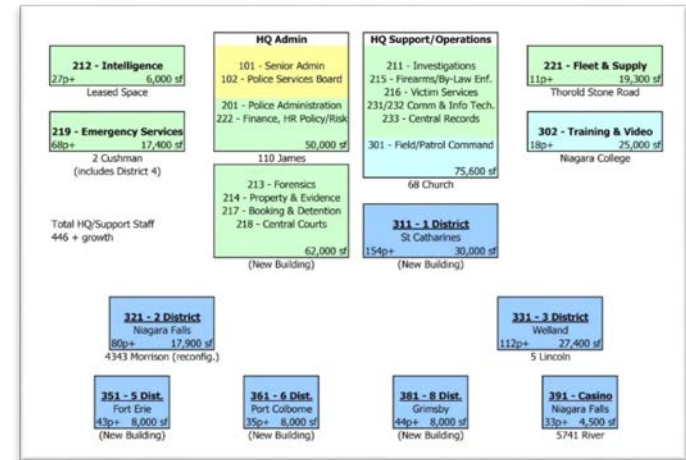 212 - Intelligence
27p+ 6,000 sf
Leased Space
219 - Emergency Services
68p+ 17,400 sf
2 Cushman
(includes District 4)
Total HQ/Support Staff
446 + growth
HQ Admin
101 - Senior Admin
102 - Police Services Board
201 - Police Administration
222 - Finance, HR Policy/Risk
50,000 sf
110 James
213 - Forensics
214 - Property & Evidence
217 - Booking & Detention
218 - Central Courts
62,000 sf
(New Building)
HQ Support/Operations
211 - Investigations
215 - Firearms/By-Law Enf.
216 - Victim Services
231/232 Comm & Info Tech.
233 - Central Records
301 - Field/Patrol Command
75,600 sf
68 Church
311 - 1 District
St Catharines
154p+ 30,000 sf
(New Building)
221 - Fleet & Supply
11p+ 19,300 sf
Thorold Stone Road
302 - Training & Video
18p+ 25,000 sf
Niagara College
321 - 2 District
Niagara Falls
80p+ 17,900 sf
4343 Morrison (reconfig.)
331 - 3 District
Welland
112p+ 27,400 sf
5 Lincoln
351 - 5 Dist.
Fort Erie
43p+ 8,000 sf
(New Building)
361 - 6 Dist.
Port Colborne
35p+ 8,000 sf
(New Building)
381 - 8 Dist.
Grimsby
44p+ 8,000 sf
(New Building)
391 - Casino
Niagara Falls
33p+ 4,500 sf
5741 River